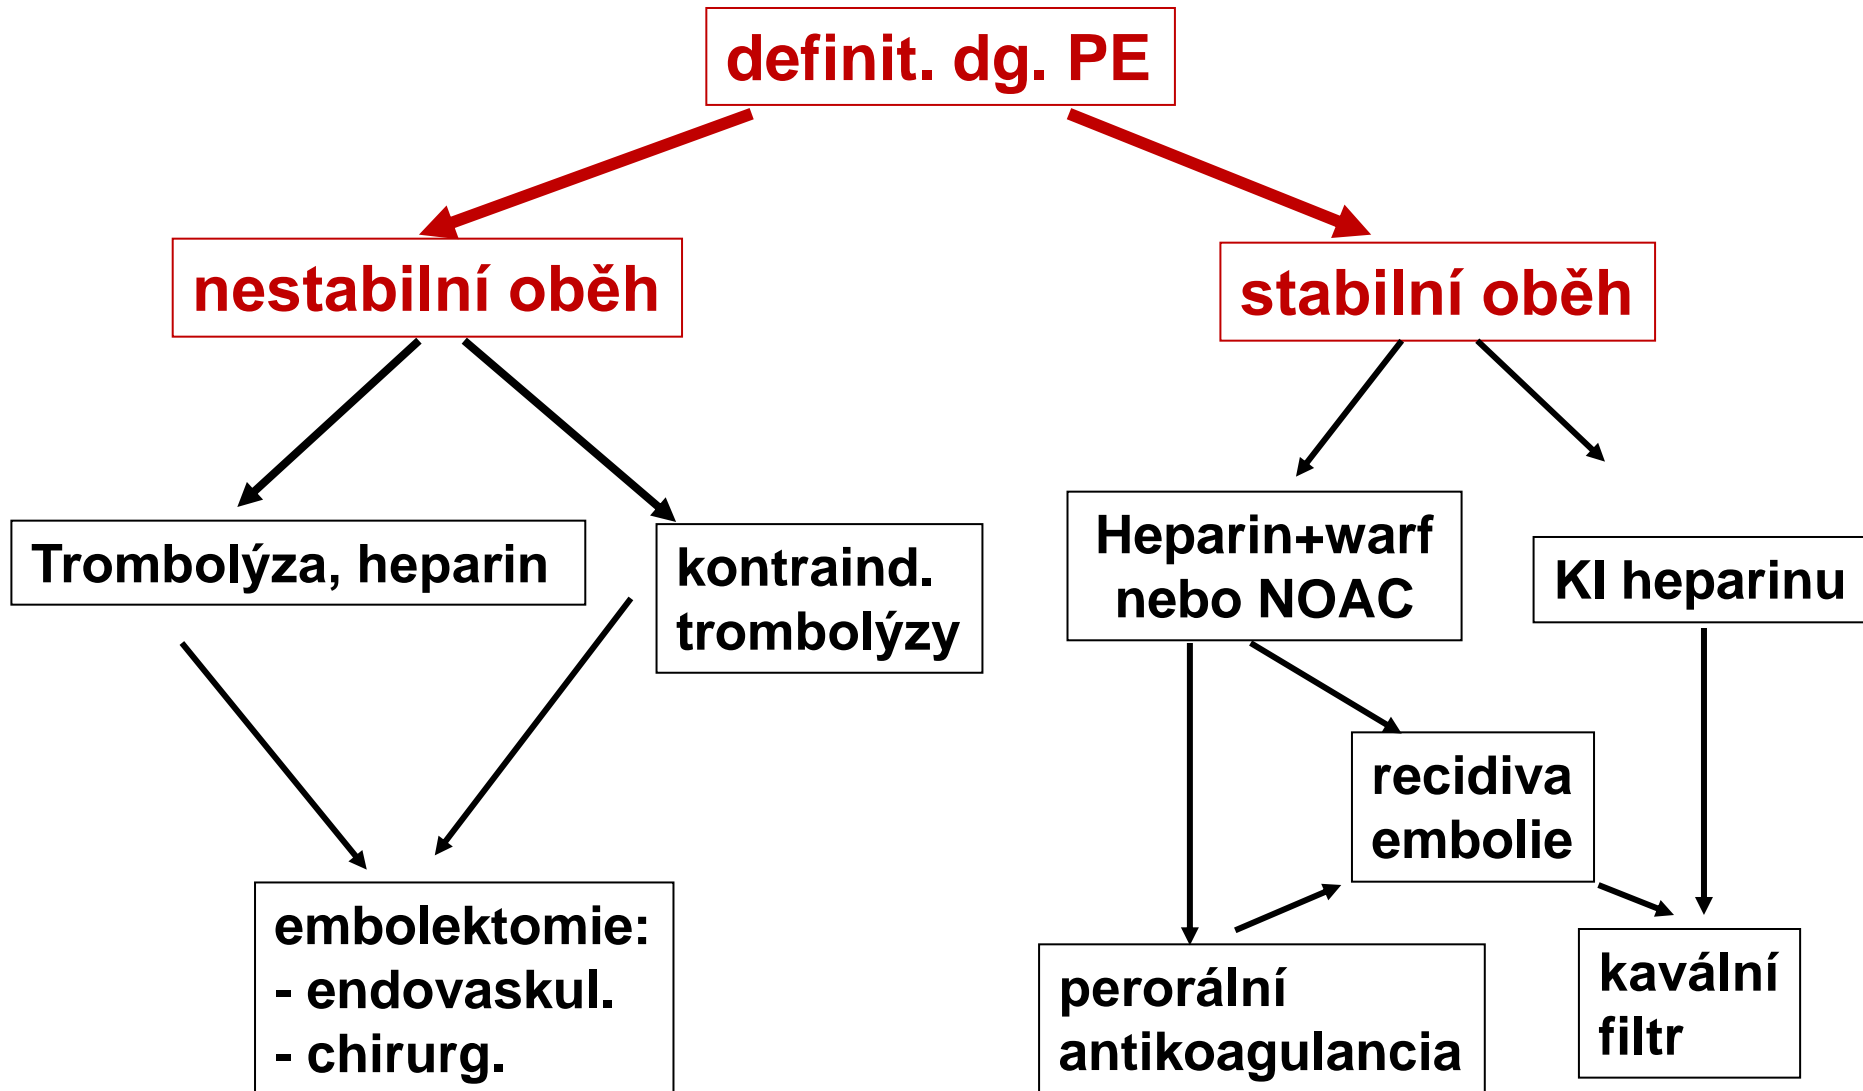 definit. dg. PE
nestabilní oběh
stabilní oběh
Trombolýza, heparin
kontraind.
trombolýzy
Heparin+warf
nebo NOAC
KI heparinu
recidiva
embolie
embolektomie:
- endovaskul.
- chirurg.
perorální
antikoagulancia
kavální
filtr